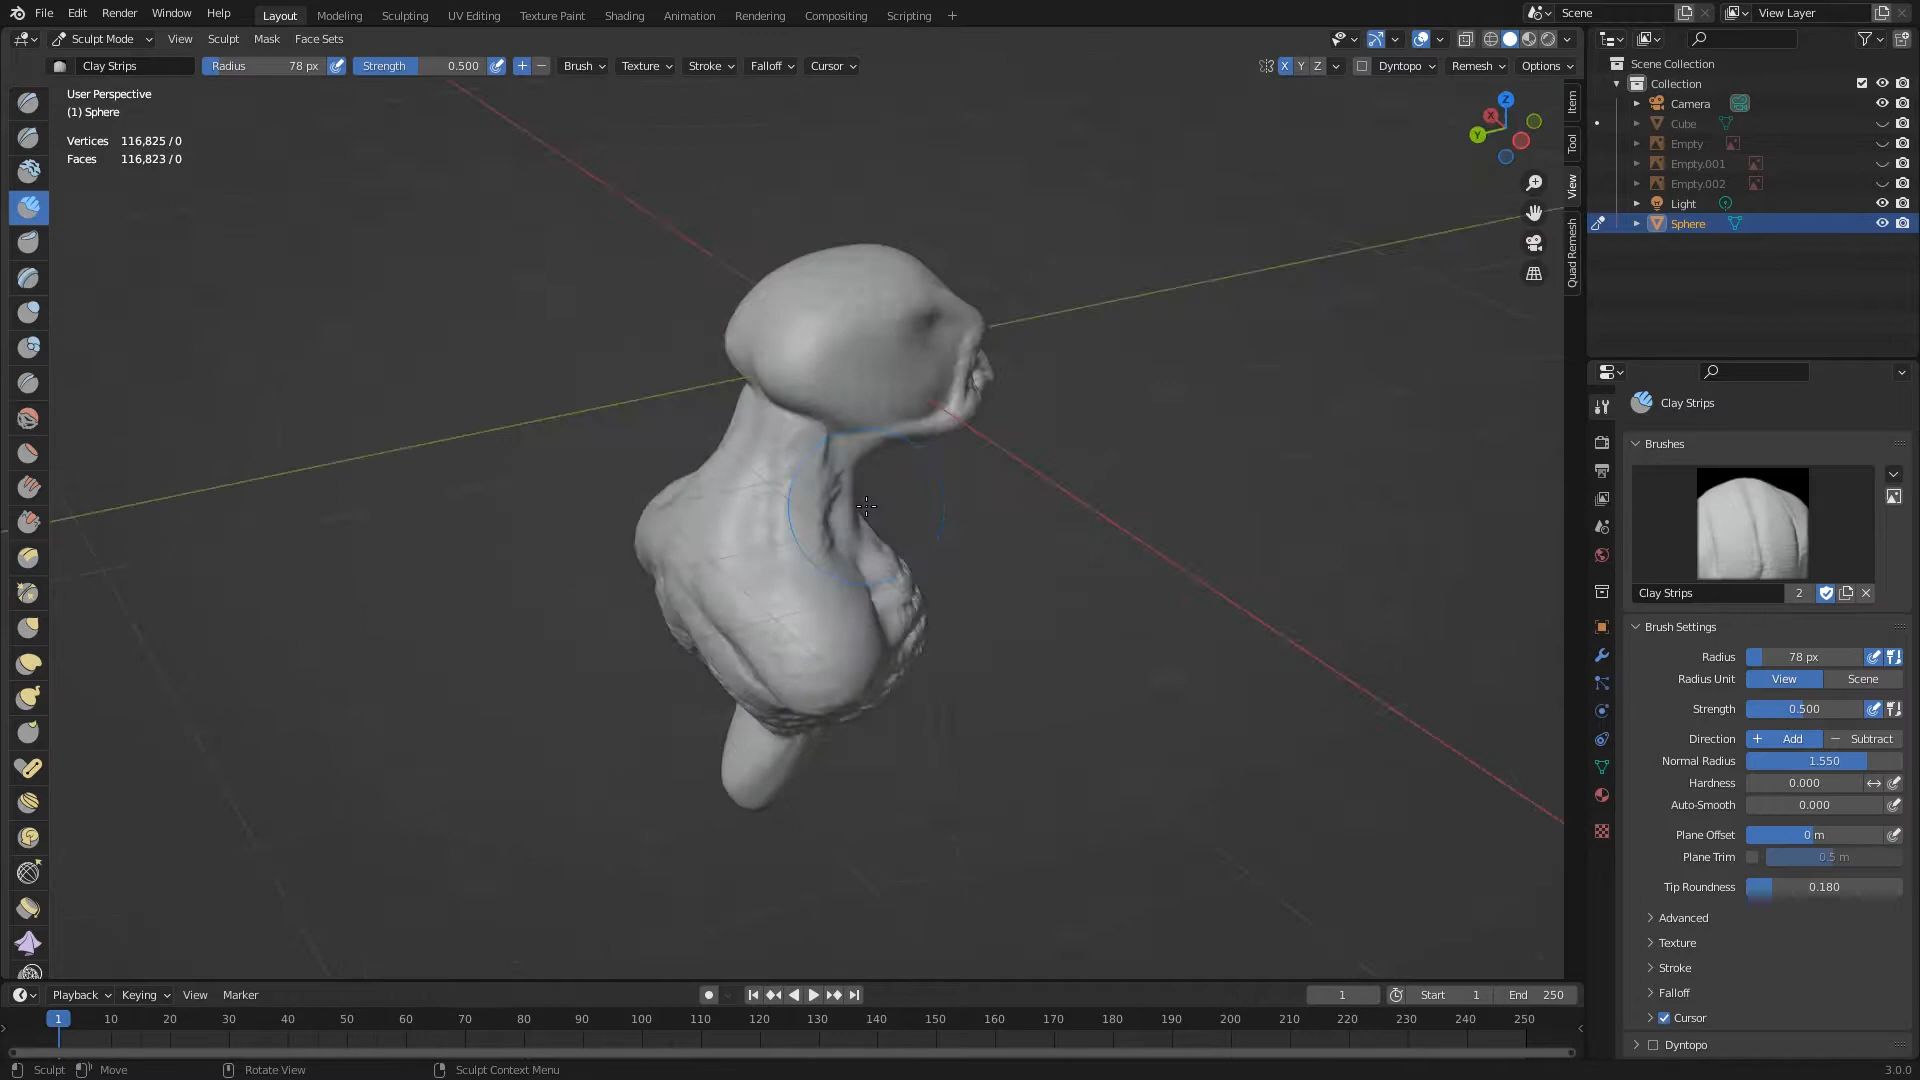 File Edit Render Window Help Layout Modeling Sculpting UV Editing Texture Paint Shading Animation Rendering Compositing Scripting + Scene View Layer
Sculpt Mode View Sculpt Mask Face Sets
Clay Strips Radius 78 px Strength 0.500 Brush Texture Stroke Falloff Cursor X Y Z Dyntopo Remesh Options
User Perspective
(1) Sphere
Vertices 116,825 / 0
Faces 116,823 / 0
Z
X
Y
Item
Tool
View
Quad Remesh
Scene Collection
Collection
Camera
Cube
Empty
Empty.001
Empty.002
Light
Sphere
Clay Strips
Brushes
Clay Strips 2
Brush Settings
Radius 78 px
Radius Unit View Scene
Strength 0.500
Direction + Add − Subtract
Normal Radius 1.550
Hardness 0.000
Auto-Smooth 0.000
Plane Offset 0 m
Plane Trim 0.5 m
Tip Roundness 0.180
Advanced
Texture
Stroke
Falloff
Cursor
Dyntopo
Playback Keying View Marker 1 Start 1 End 250
1 10 20 30 40 50 60 70 80 90 100 110 120 130 140 150 160 170 180 190 200 210 220 230 240 250
Sculpt Move Rotate View Sculpt Context Menu 3.0.0